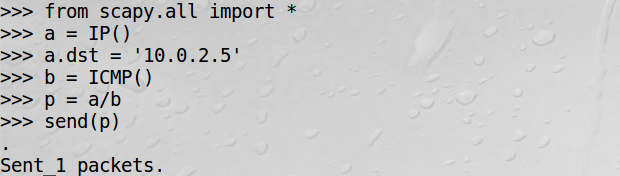 >>> from scapy.all import *
>>> a = IP()
>>> a.dst = '10.0.2.5'
>>> b = ICMP()
>>> p = a/b
>>> send(p)
.
Sent 1 packets.